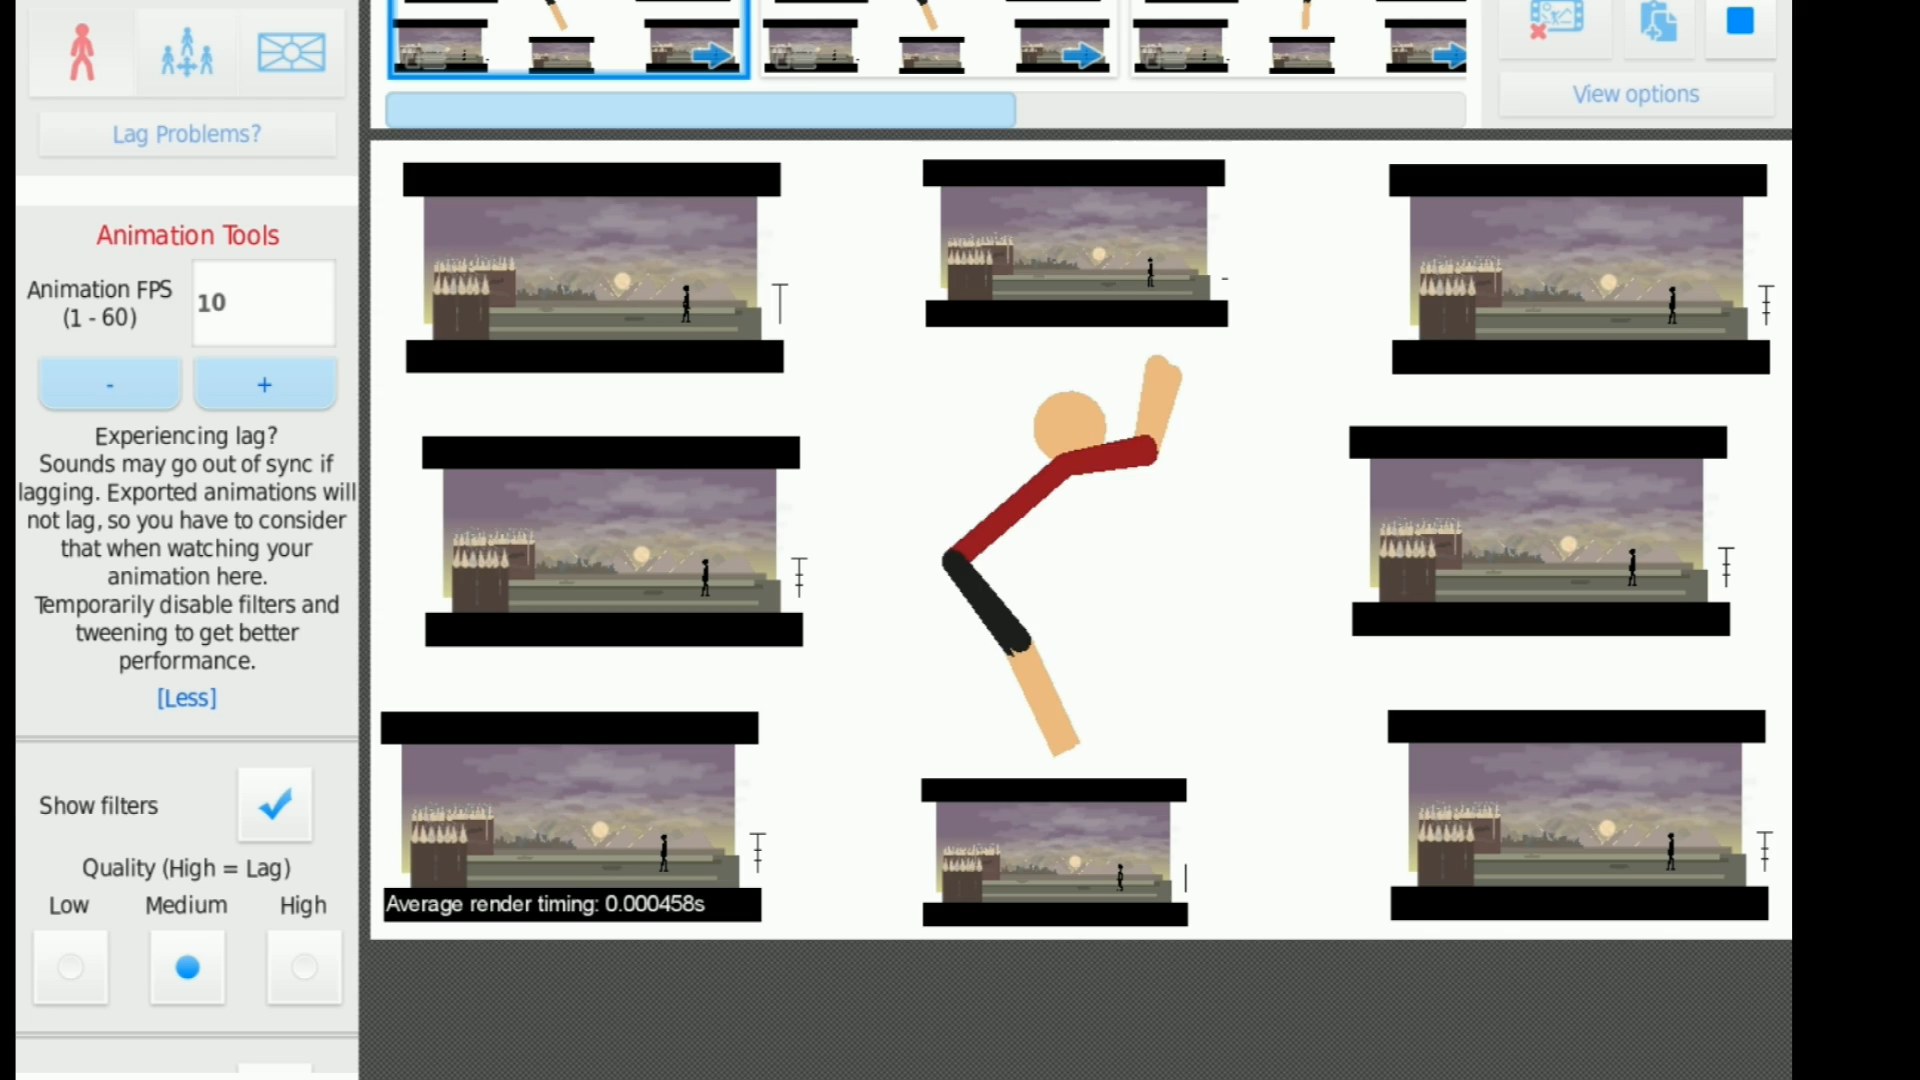 Lag Problems?
View options
Animation Tools
Animation FPS
(1 - 60)
10
-
+
Experiencing lag?
Sounds may go out of sync if
lagging. Exported animations will
not lag, so you have to consider
that when watching your
animation here.
Temporarily disable filters and
tweening to get better
performance.
[Less]
Show filters
Quality (High = Lag)
Low
Medium
High
Average render timing: 0.000458s